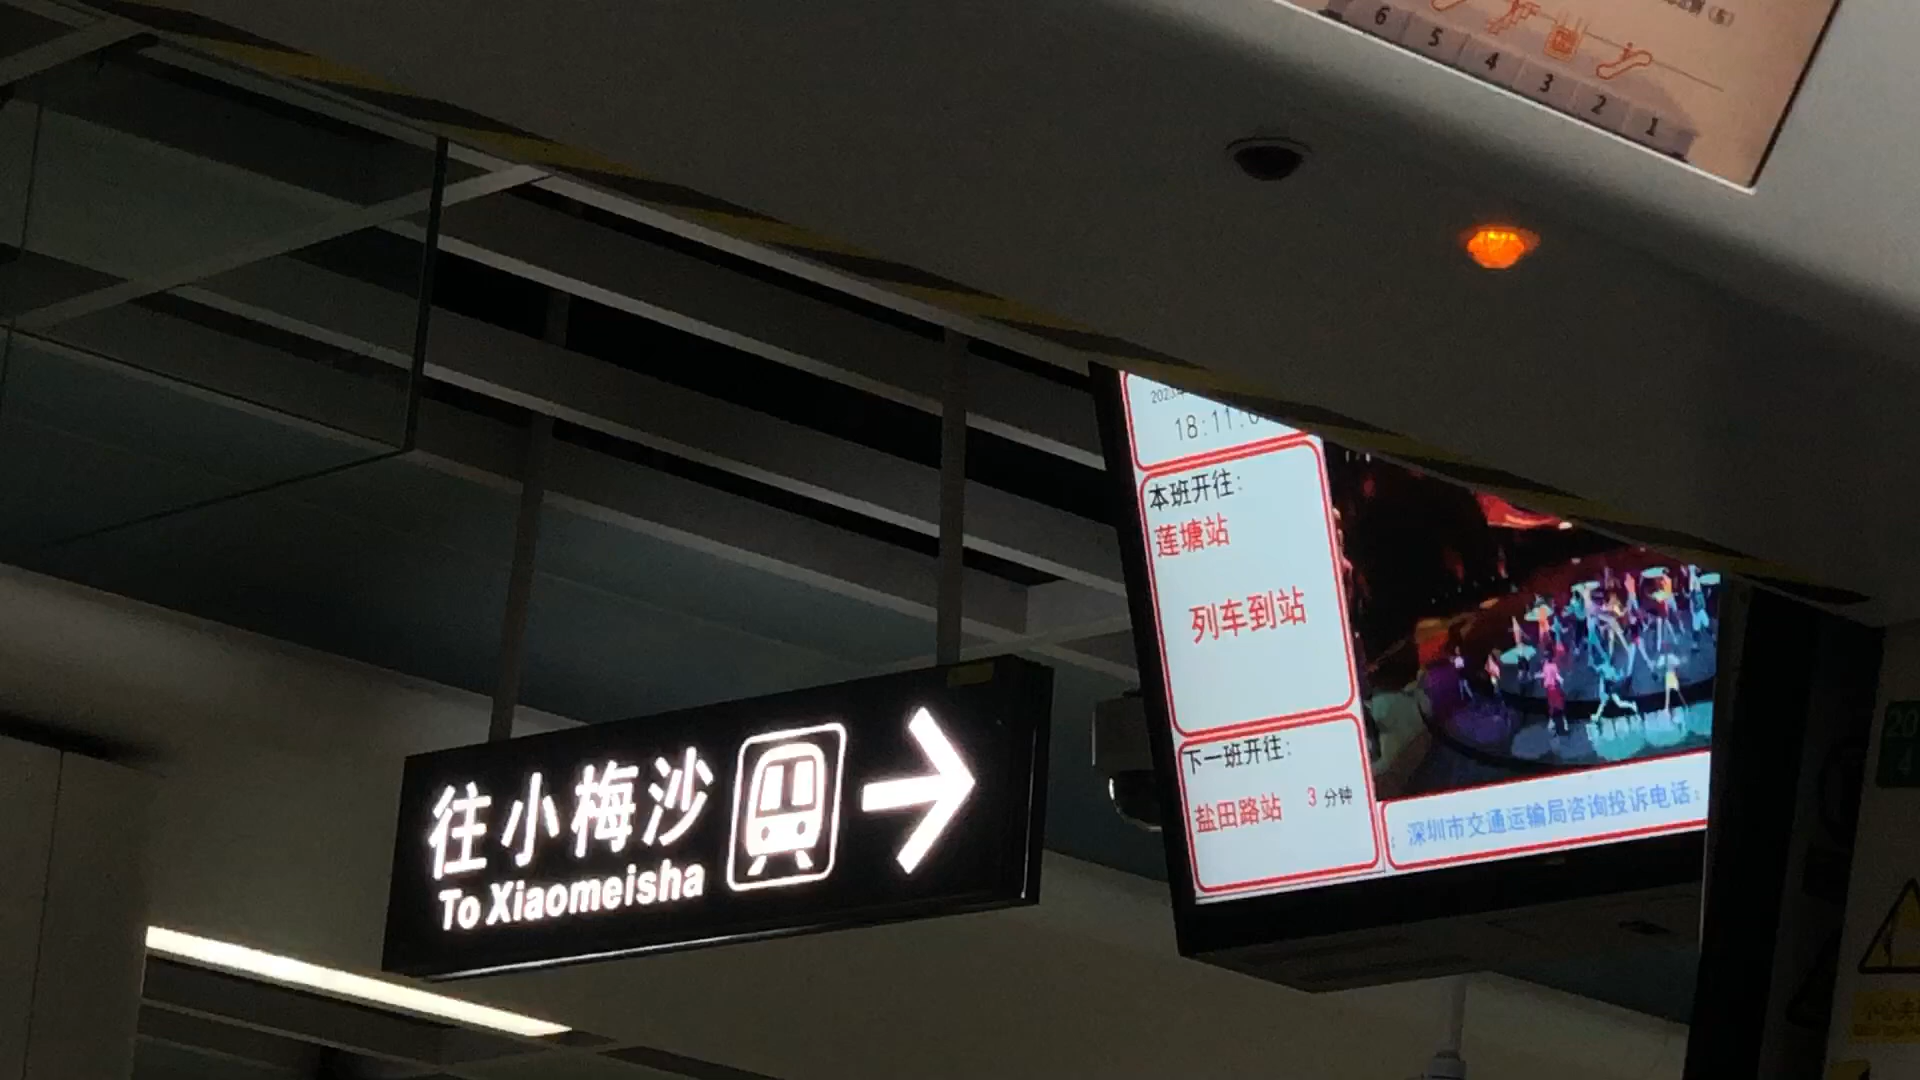 6
5
4
3
2
1
18:11:0
本班开往:
莲塘站
列车到站
下一班开往:
盐田路站 3 分钟
: 深圳市交通运输局咨询投诉电话:
往小梅沙
To Xiaomeisha